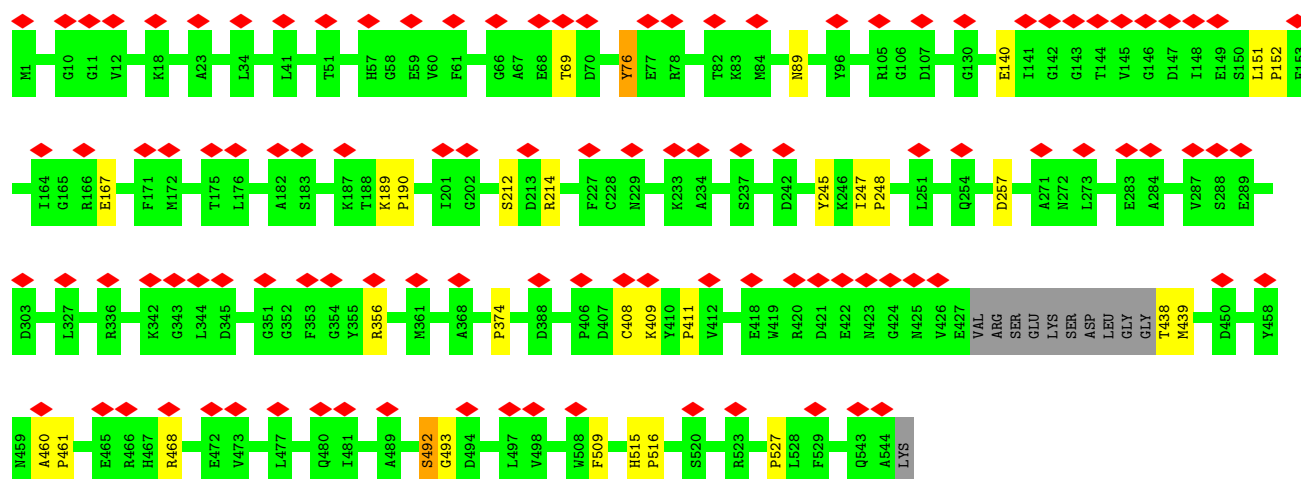 M1 G10 G11 V12 K18 A23 L34 L41 T51 H57 G58 E59 V60 F61 G66 A67 E68 T69 D70 Y76 E77 R78 T82 K83 M84 N89 Y96 R105 G106 D107 G130 E140 I141 G142 G143 T144 V145 G146 D147 I148 E149 S150 L151 P152 F153
I164 G165 R166 E167 F171 M172 T175 L176 A182 S183 K187 T188 K189 P190 I201 G202 S212 D213 R214 F227 C228 N229 K233 A234 S237 D242 Y245 K246 I247 P248 L251 Q254 D257 A271 N272 L273 E283 A284 V287 S288 E289
D303 L327 R336 K342 G343 L344 D345 G351 G352 F353 G354 Y355 R356 M361 A368 P374 D388 P406 D407 C408 K409 Y410 P411 V412 E418 W419 R420 D421 E422 N423 G424 N425 V426 E427 VAL ARG SER GLU LYS SER ASP LEU GLY GLY T438 M439 D450 Y458
N459 A460 P461 E465 R466 H467 R468 E472 V473 L477 Q480 I481 A489 S492 G493 D494 L497 V498 W508 F509 H515 P516 S520 R523 P527 L528 F529 Q543 A544 LYS